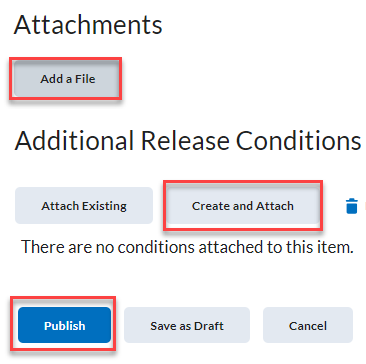 Attachments
Add a File
Additional Release Conditions
Attach Existing Create and Attach
There are no conditions attached to this item.
Publish Save as Draft Cancel